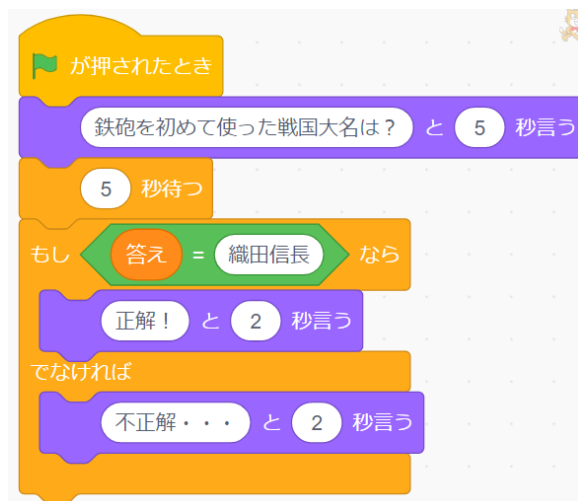 が押されたとき
鉄砲を初めて使った戦国大名は？ と 5 秒言う
5 秒待つ
もし 答え = 織田信長 なら
正解！ と 2 秒言う
でなければ
不正解・・・ と 2 秒言う